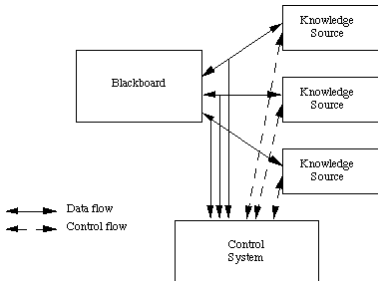 Knowledge
Source
Blackboard
Knowledge
Source
Knowledge
Source
Data flow
Control flow
Control
System